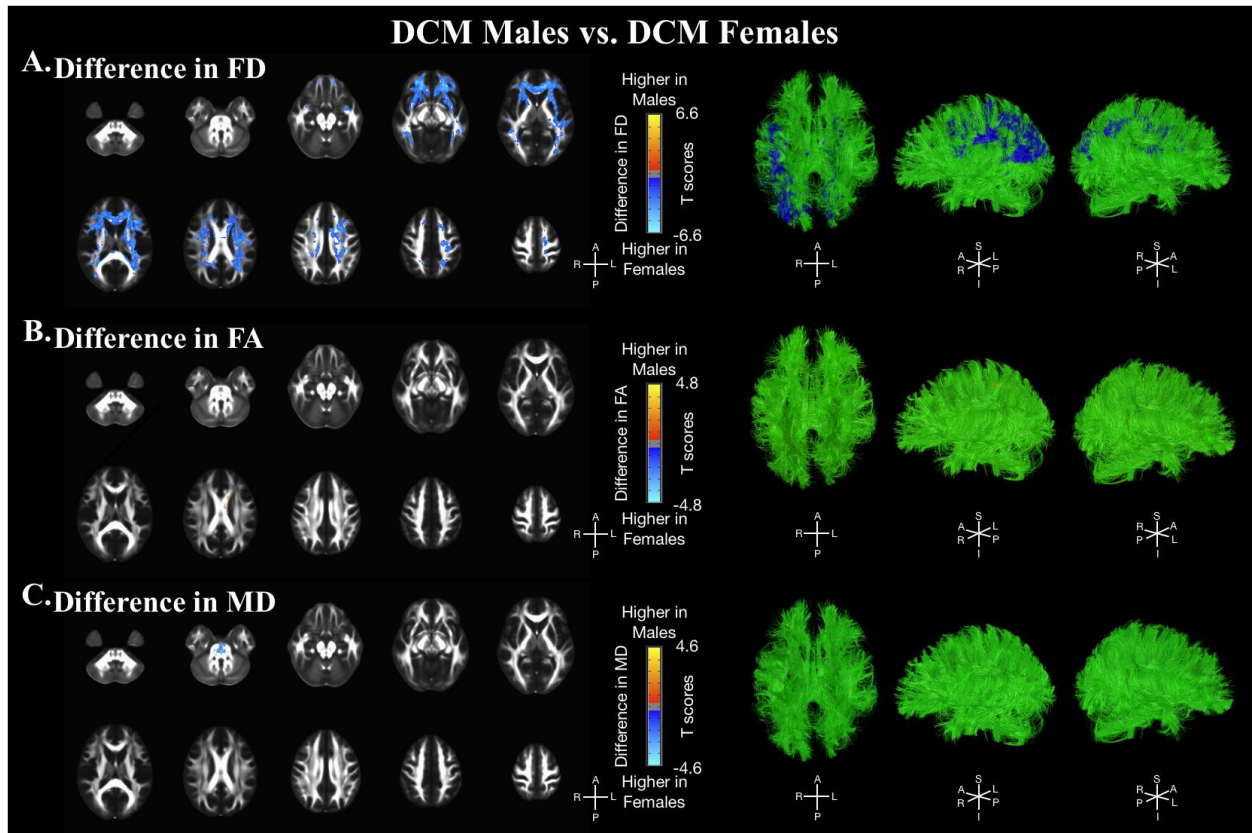 DCM Males vs. DCM Females
A. Difference in FD
Higher in
Males
6.6
Difference in FD
T scores
-6.6
Higher in
Females
A
R L
P
A
R L
P
S
A L
R P
I
S
R A
P L
I
B. Difference in FA
Higher in
Males
4.8
Difference in FA
T scores
-4.8
Higher in
Females
A
R L
P
A
R L
P
S
A L
R P
I
S
R A
P L
I
C. Difference in MD
Higher in
Males
4.6
Difference in MD
T scores
-4.6
Higher in
Females
A
R L
P
A
R L
P
S
A L
R P
I
S
R A
P L
I